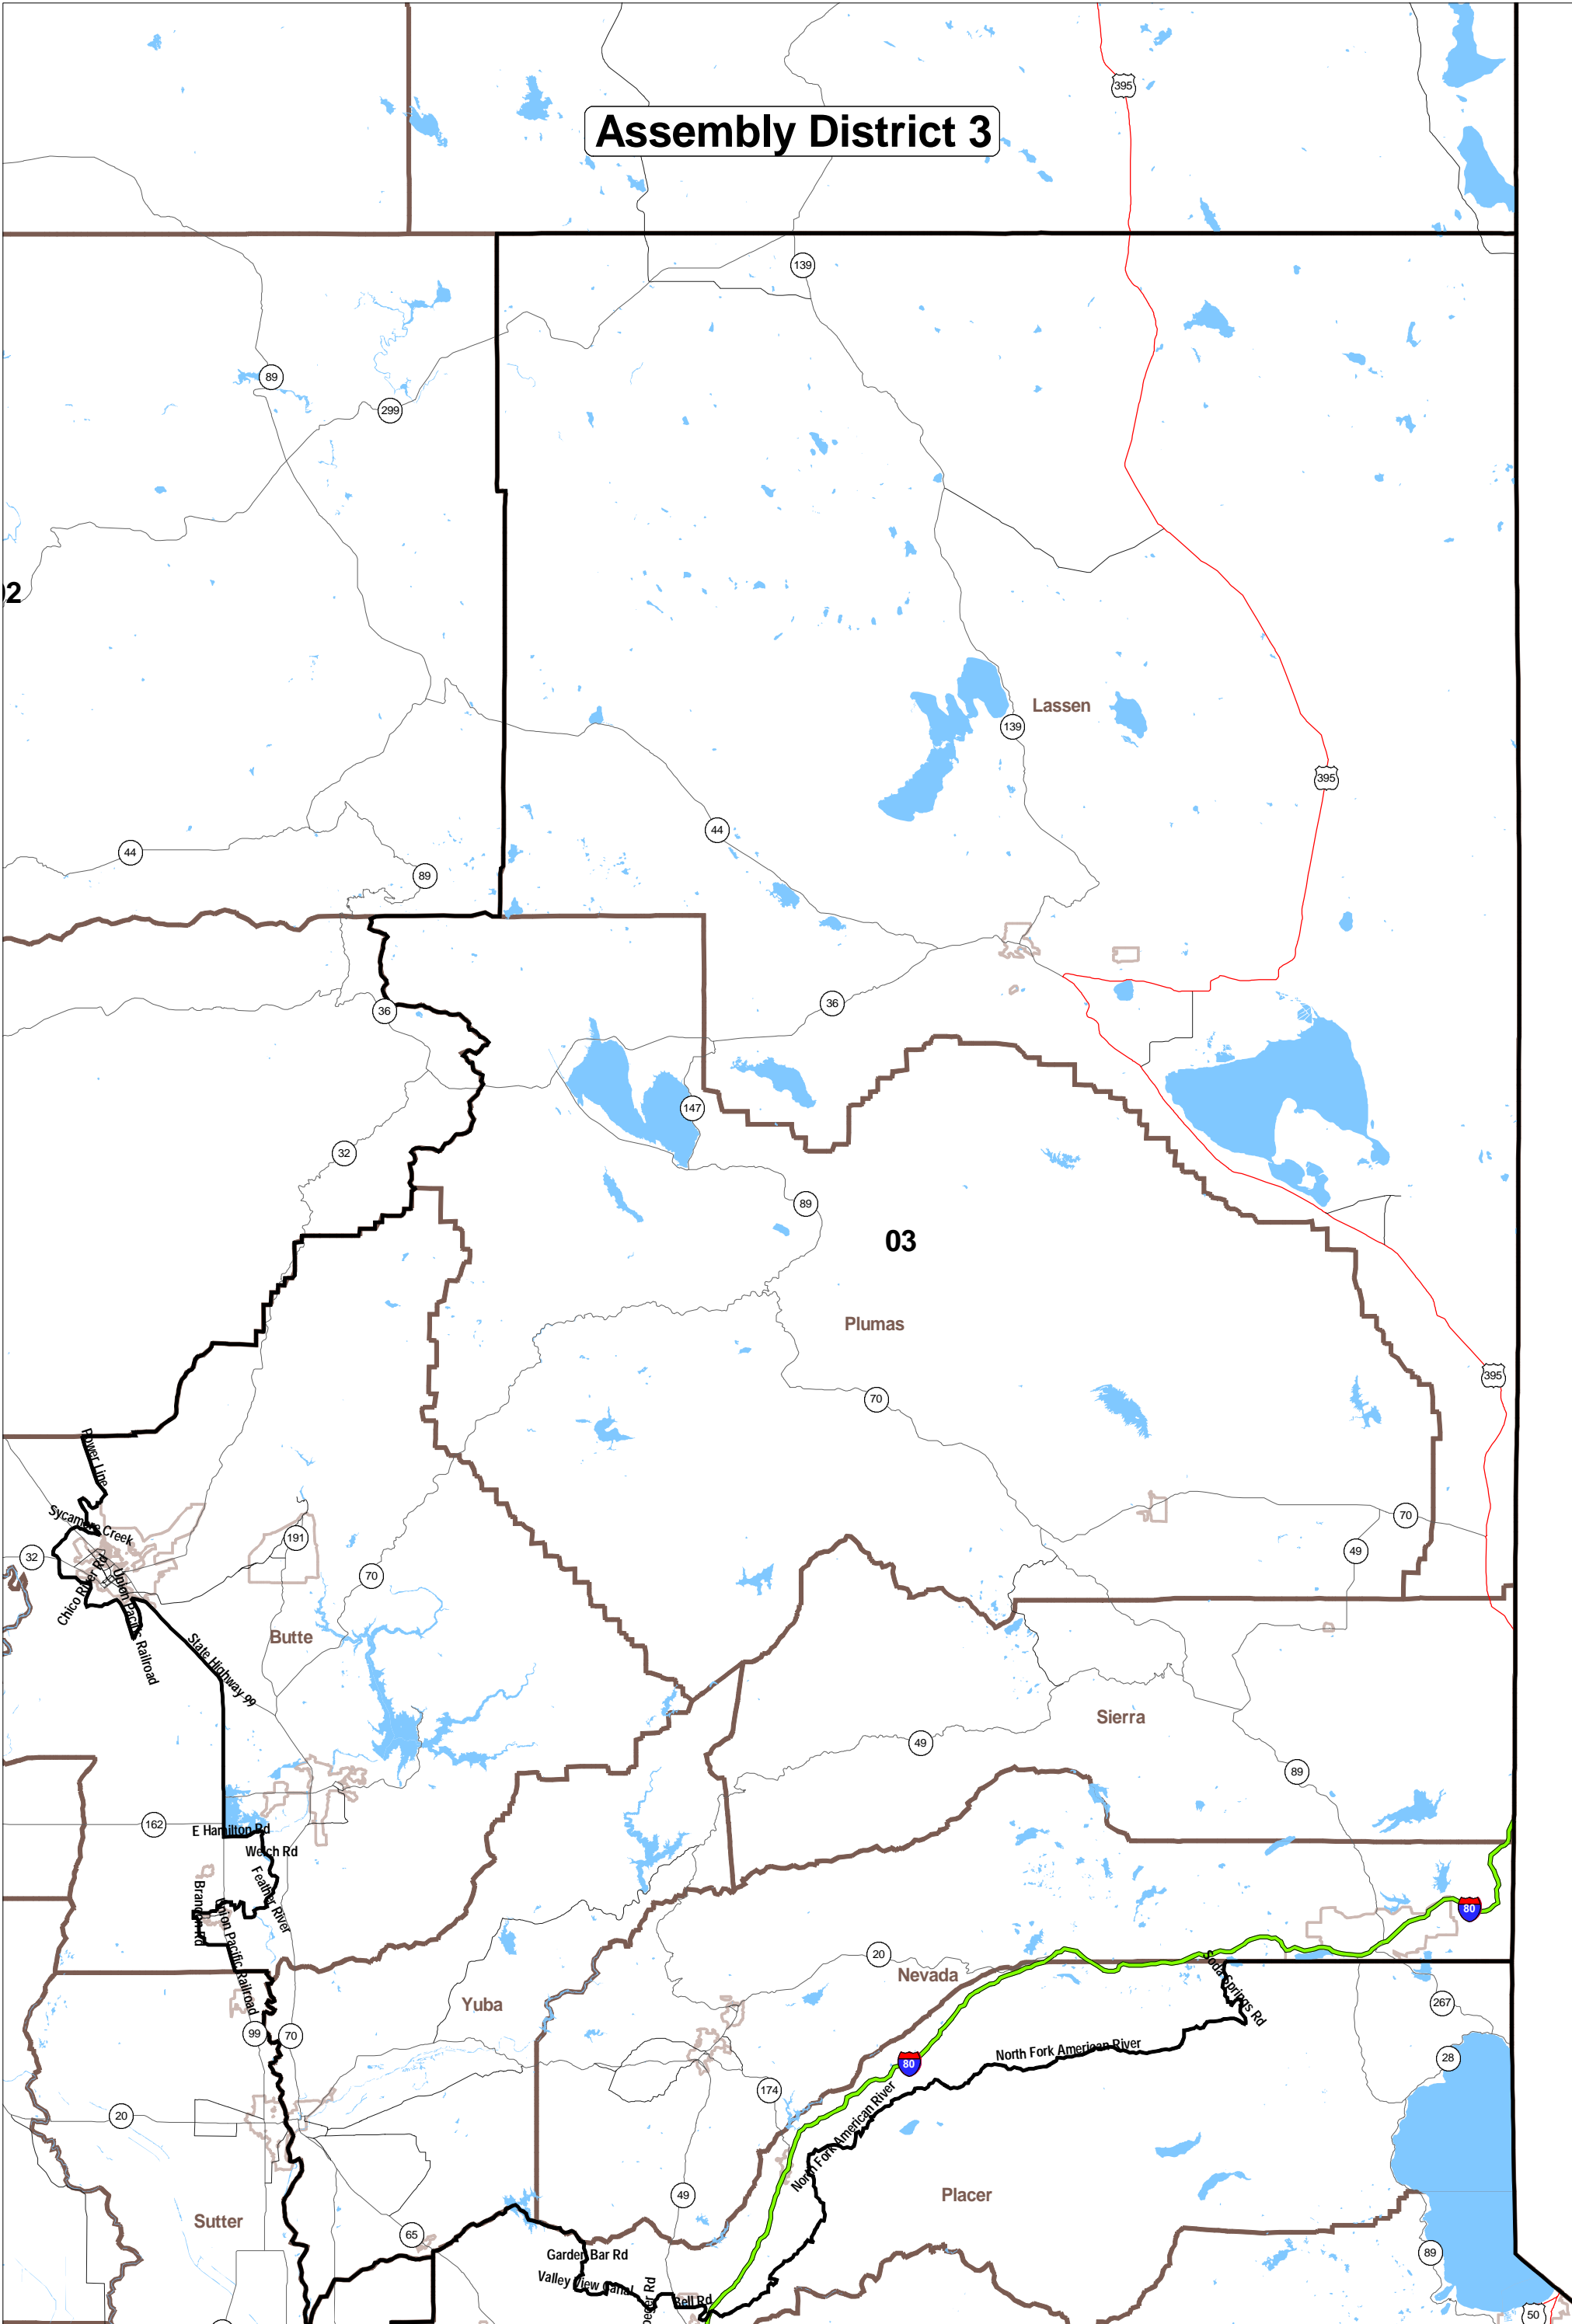 395
Assembly District 3
139
89
299
02
Lassen
139
395
44
44
89
36
36
147
32
89
03
Plumas
395
70
Power Line
Sycamore Creek
70
191
49
32
Chico River Rd
Union Pacific Railroad
70
Butte
State Highway 99
Sierra
49
89
162
E Hamilton Rd
Welch Rd
Feather River
Brandon Rd
Union Pacific Railroad
80
20
Nevada
Soda Springs Rd
Yuba
267
99
70
North Fork American River
28
80
174
20
North Fork American River
49
Placer
Sutter
65
Garden Bar Rd
89
Valley View Canal
Bell Rd
50